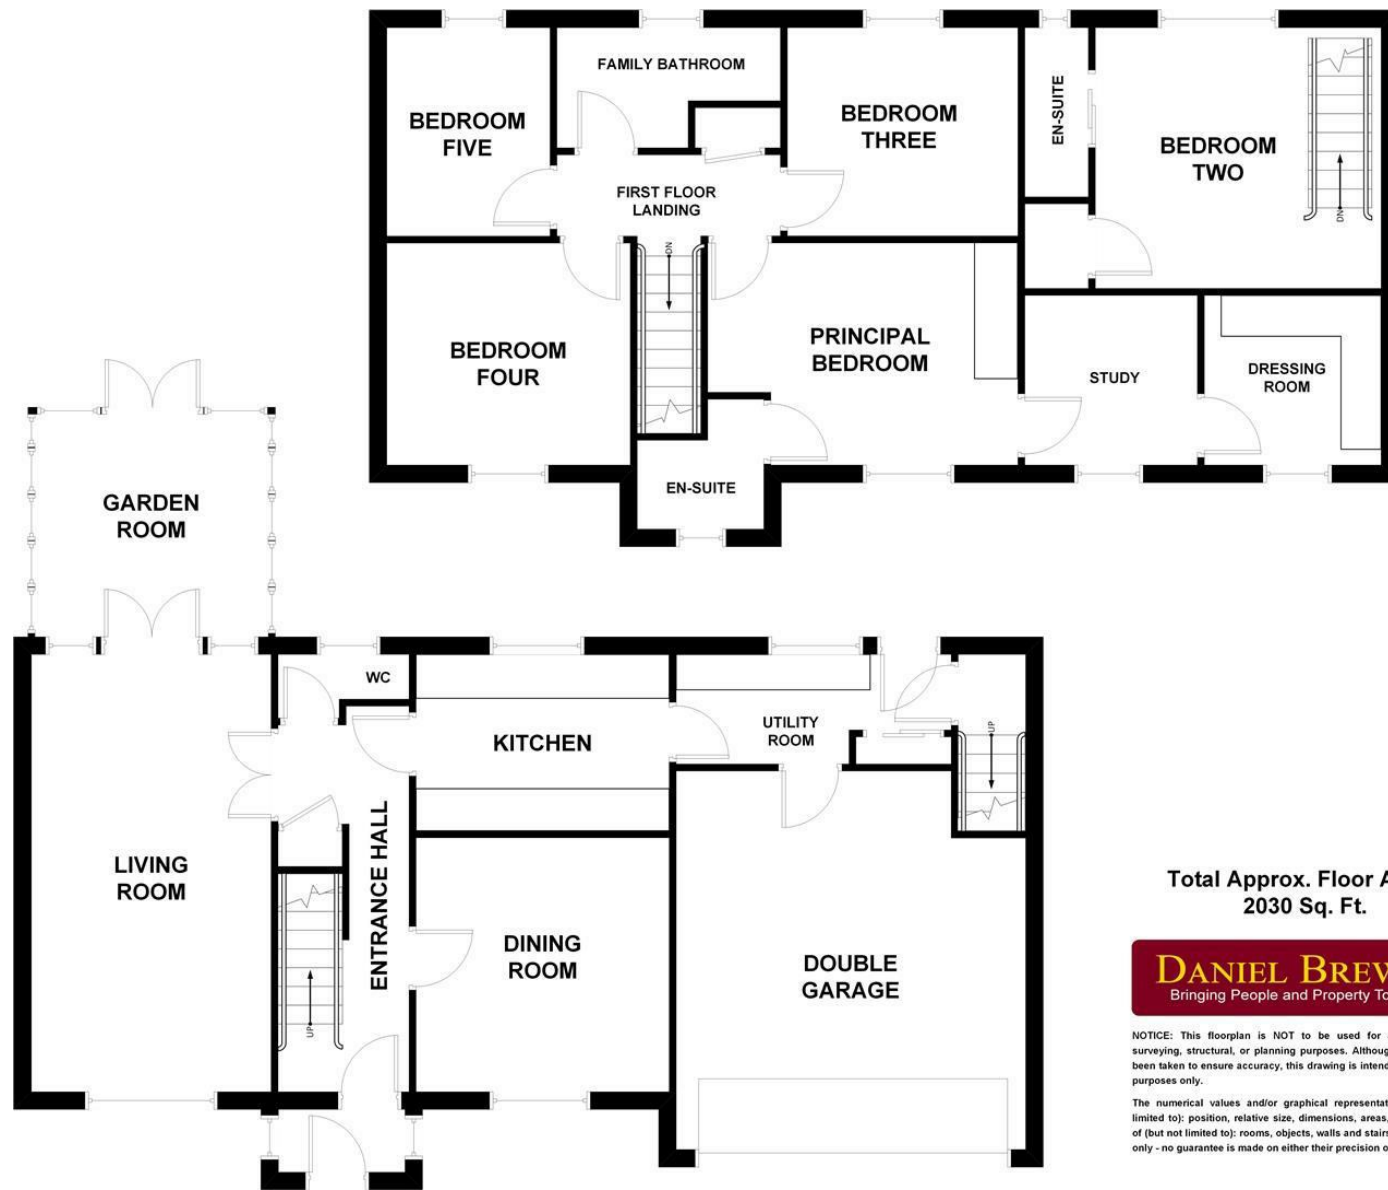 FAMILY BATHROOM
BEDROOM
FIVE
BEDROOM
THREE
EN-SUITE
BEDROOM
TWO
DN
FIRST FLOOR
LANDING
DN
BEDROOM
FOUR
PRINCIPAL
BEDROOM
STUDY
DRESSING
ROOM
EN-SUITE
GARDEN
ROOM
WC
KITCHEN
UTILITY
ROOM
UP
LIVING
ROOM
ENTRANCE HALL
UP
DINING
ROOM
DOUBLE
GARAGE
Total Approx. Floor
2030 Sq. Ft.
DANIEL
Bringing People and Property
NOTICE: This floorplan is NOT to be used for
surveying, structural, or planning purposes.
been taken to ensure accuracy, this drawing is
purposes only.
The numerical values and/or graphical
limited to): position, relative size, dimensions, areas,
of (but not limited to): rooms, objects, walls and stairs
only - no guarantee is made on either their precision